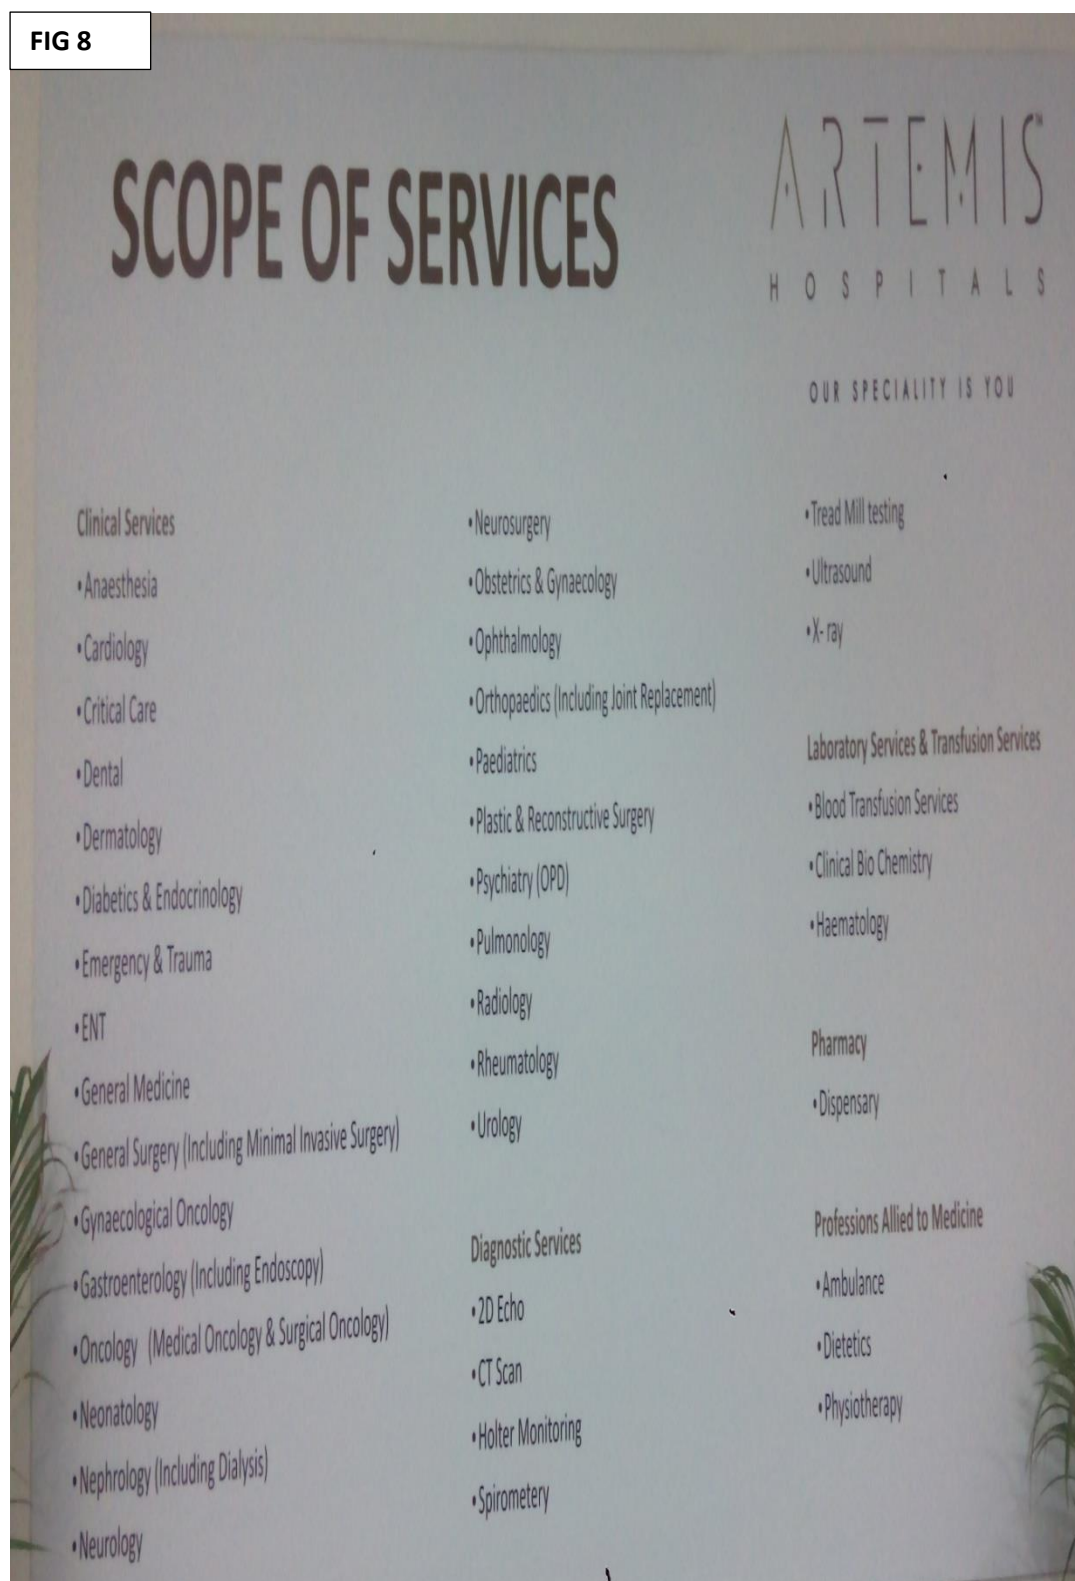 FIG 8
SCOPE OF SERVICES
ARTEMIS™
HOSPITALS
OUR SPECIALITY IS YOU
Clinical Services
•Anaesthesia
•Cardiology
•Critical Care
•Dental
•Dermatology
•Diabetics & Endocrinology
•Emergency & Trauma
•ENT
•General Medicine
•General Surgery (Including Minimal Invasive Surgery)
•Gynaecological Oncology
•Gastroenterology (Including Endoscopy)
•Oncology (Medical Oncology & Surgical Oncology)
•Neonatology
•Nephrology (Including Dialysis)
•Neurology
•Neurosurgery
•Obstetrics & Gynaecology
•Ophthalmology
•Orthopaedics (Including Joint Replacement)
•Paediatrics
•Plastic & Reconstructive Surgery
•Psychiatry (OPD)
•Pulmonology
•Radiology
•Rheumatology
•Urology
Diagnostic Services
•2D Echo
•CT Scan
•Holter Monitoring
•Spirometery
•Tread Mill testing
•Ultrasound
•X- ray
Laboratory Services & Transfusion Services
•Blood Transfusion Services
•Clinical Bio Chemistry
•Haematology
Pharmacy
•Dispensary
Professions Allied to Medicine
•Ambulance
•Dietetics
•Physiotherapy